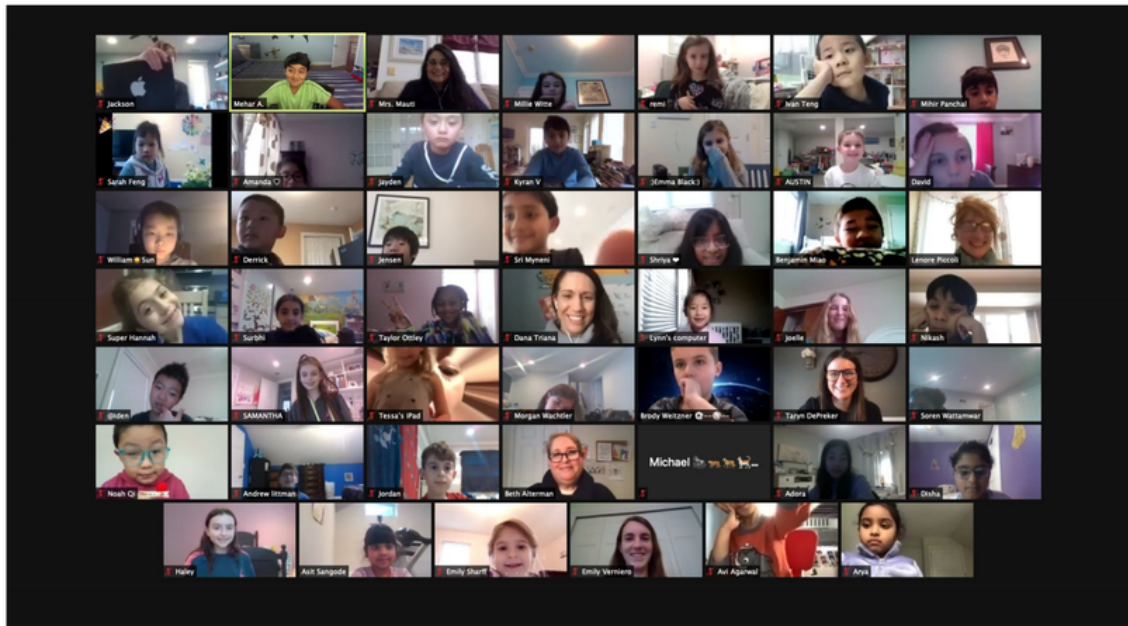 Jackson
Mehar A.
Mrs. Mauti
Millie Witte
remi
Ivan Teng
Mihir Panchal
Sarah Feng
Amanda ♡
Jayden
Kyran V
:)Emma Black:)
AUSTIN
David
William Sun
Derrick
Jensen
Sri Myneni
Shriya ❤
Benjamin Miao
Lenore Piccoli
Super Hannah
Surbhi
Taylor Ottley
Dana Triana
Lynn's computer
Joelle
Nikash
@iden
SAMANTHA
Tessa's iPad
Morgan Wachtler
Brody Weitzner
Taryn DePreker
Soren Wattamwar
Noah Qi
Andrew littman
Jordan
Beth Alterman
Michael
Adora
Disha
Haley
Asit Sangode
Emily Sharff
Emily Verniero
Avi Agarwal
Arya